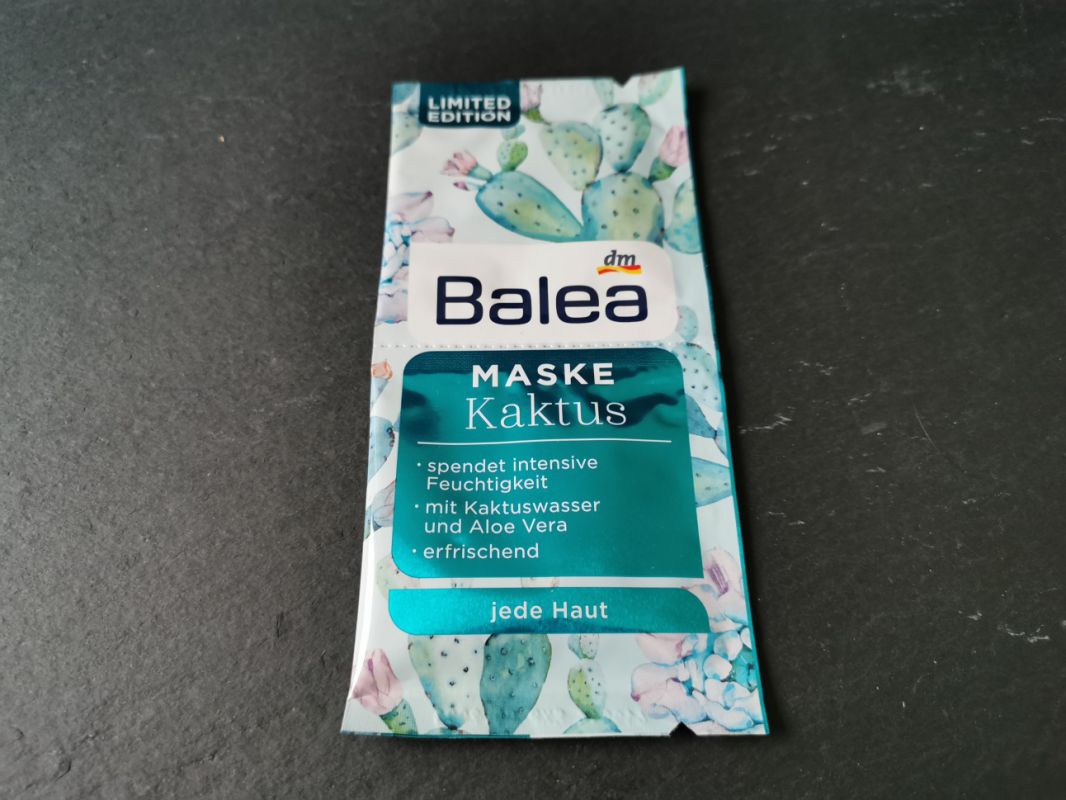 LIMITED
EDITION
dm
Balea
MASKE
Kaktus
· spendet intensive
Feuchtigkeit
· mit Kaktuswasser
und Aloe Vera
· erfrischend
jede Haut